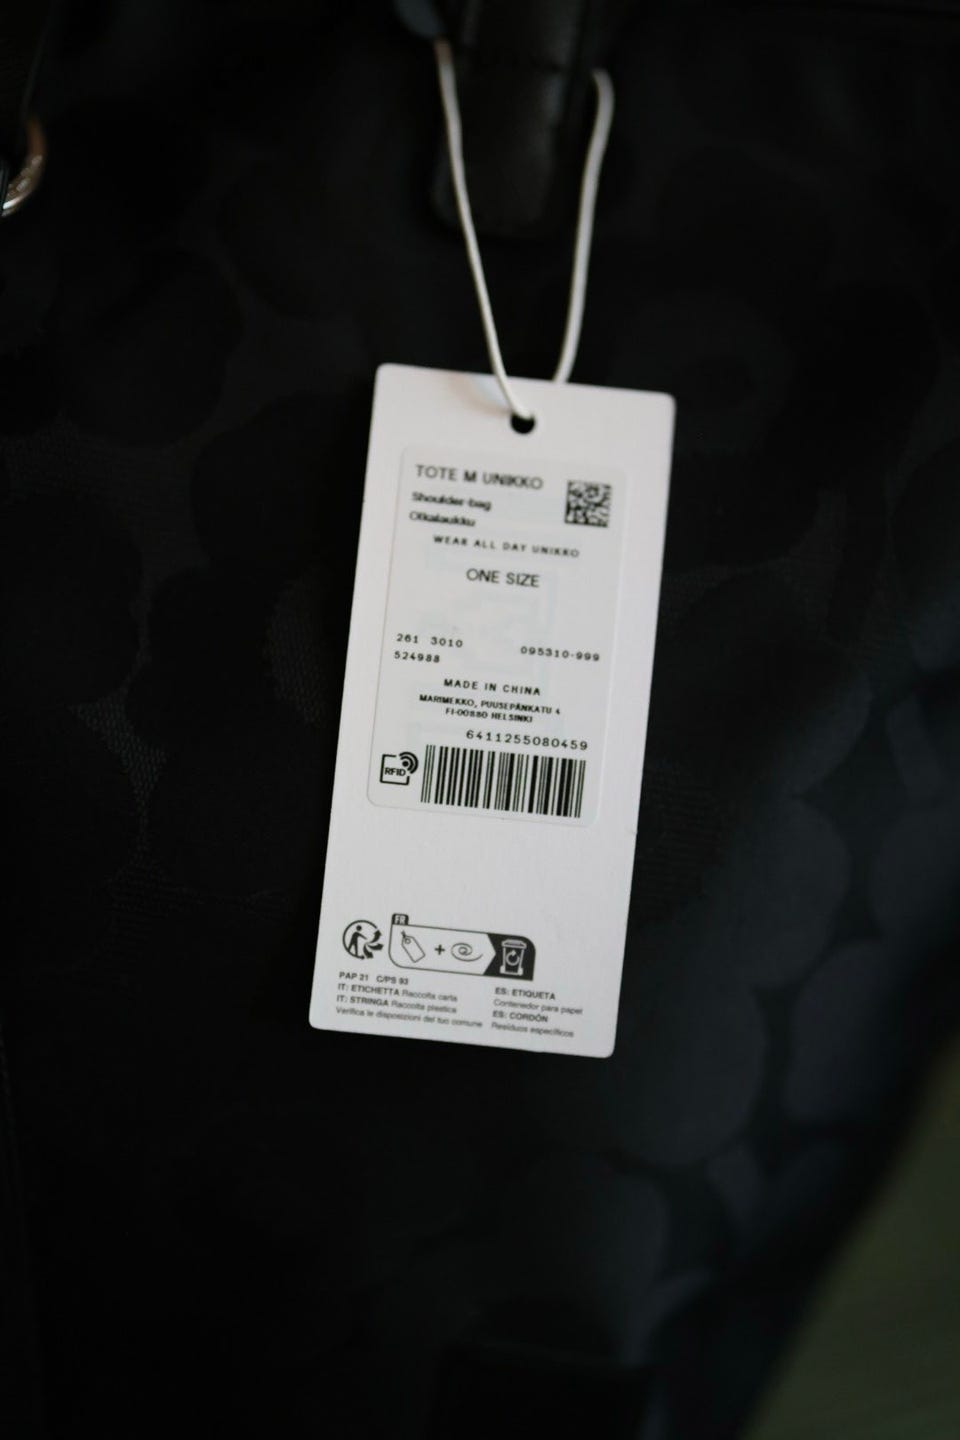 TOTE M UNIKKO
Shoulder-bag
Olkalaukku
WEAR ALL DAY UNIKKO
ONE SIZE
261 3010
524988
095310-999
MADE IN CHINA
MARIMEKKO, PUUSEPÄNKATU 4
FI-00880 HELSINKI
6411255080459
RFID
FR
PAP 21 C/PS 93
IT: ETICHETTA Raccolta carta
IT: STRINGA Raccolta plastica
Verifica le disposizioni del tuo comune
ES: ETIQUETA
Contenedor para papel
ES: CORDÓN
Residuos específicos